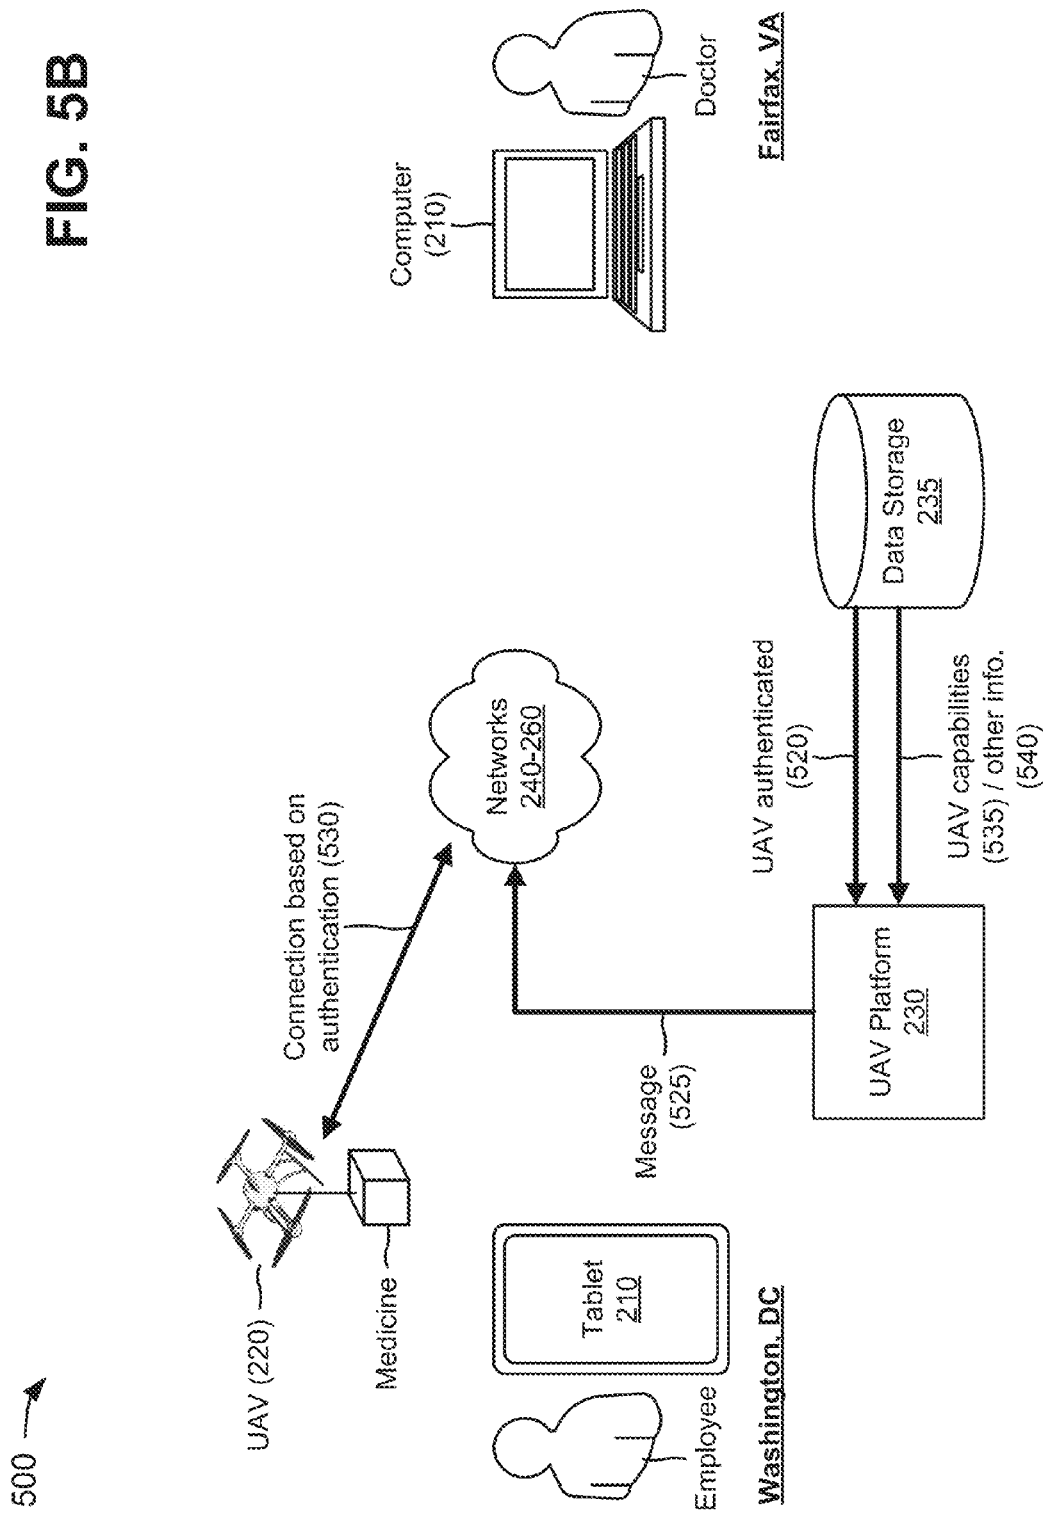 FIG. 5B
500
UAV (220)
Medicine
Connection based on
authentication (530)
Computer
(210)
Networks
240-260
Tablet
210
Employee
Washington, DC
Message
(525)
Doctor
Fairfax, VA
UAV authenticated
(520)
UAV Platform
230
Data Storage
235
UAV capabilities
(535) / other info.
(540)